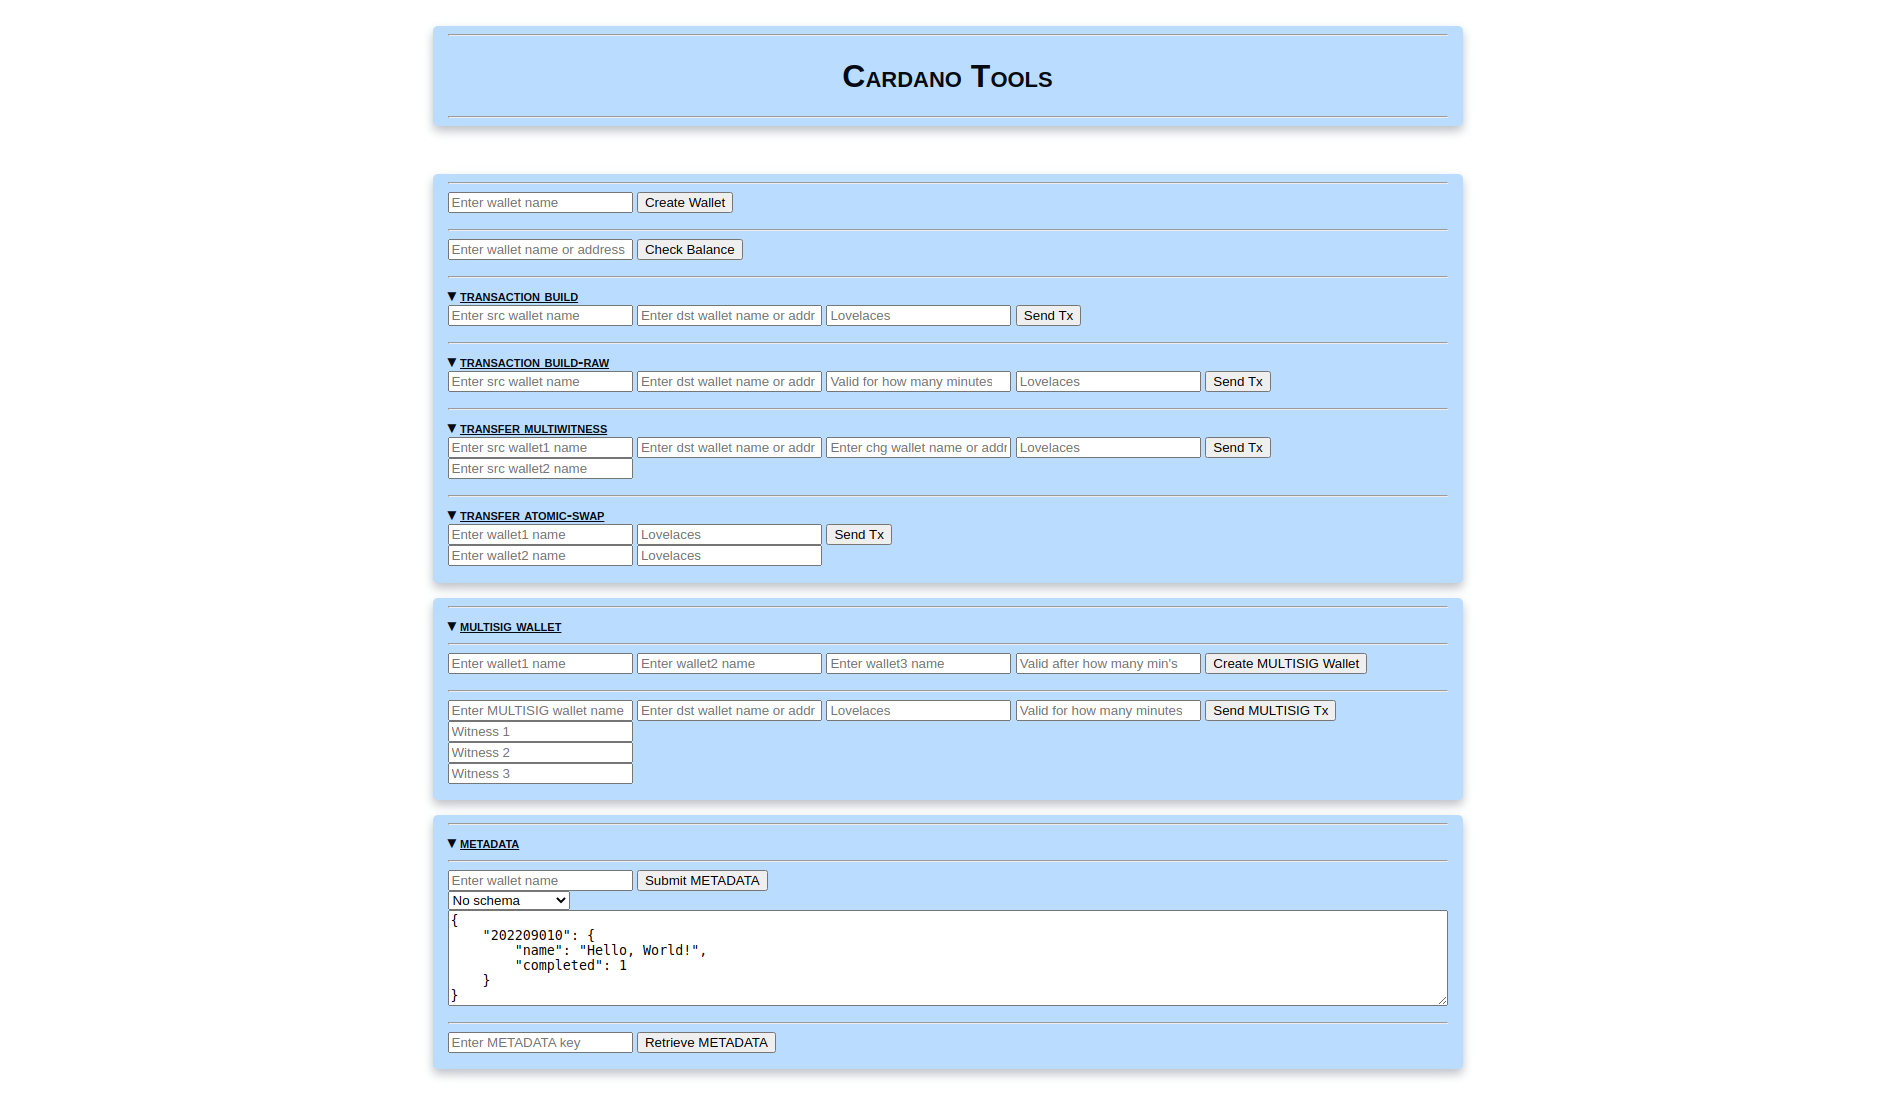 Cardano Tools
Enter wallet name Create Wallet
Enter wallet name or address Check Balance
▼ transaction build
Enter src wallet name Enter dst wallet name or addr Lovelaces Send Tx
▼ transaction build-raw
Enter src wallet name Enter dst wallet name or addr Valid for how many minutes Lovelaces Send Tx
▼ transfer multiwitness
Enter src wallet1 name Enter dst wallet name or addr Enter chg wallet name or addr Lovelaces Send Tx
Enter src wallet2 name
▼ transfer atomic-swap
Enter wallet1 name Lovelaces Send Tx
Enter wallet2 name Lovelaces
▼ multisig wallet
Enter wallet1 name Enter wallet2 name Enter wallet3 name Valid after how many min's Create MULTISIG Wallet
Enter MULTISIG wallet name Enter dst wallet name or addr Lovelaces Valid for how many minutes Send MULTISIG Tx
Witness 1
Witness 2
Witness 3
▼ metadata
Enter wallet name Submit METADATA
No schema
{
    "202209010": {
        "name": "Hello, World!",
        "completed": 1
    }
}
Enter METADATA key Retrieve METADATA